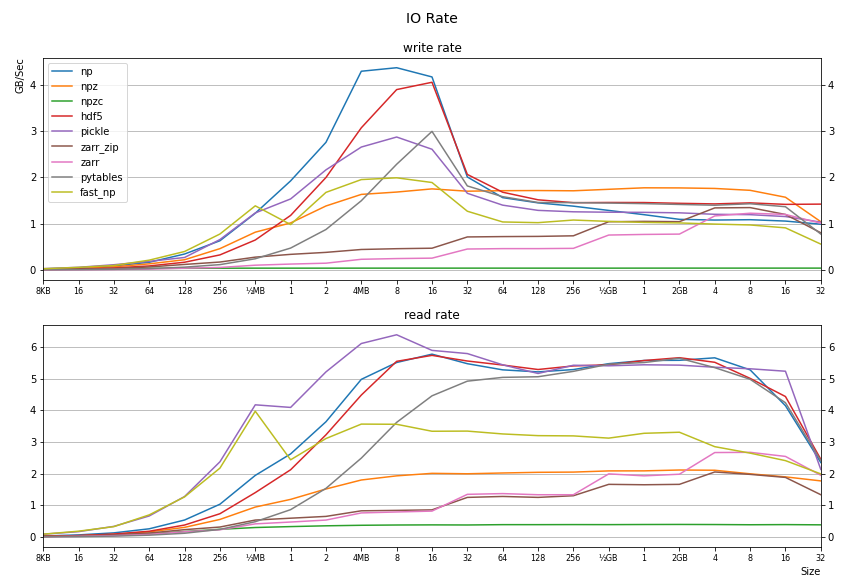 IO Rate
write rate
GB/Sec
np
npz
npzc
hdf5
pickle
zarr_zip
zarr
pytables
fast_np
4 4
3 3
2 2
1 1
0 0
8KB 16 32 64 128 256 ½MB 1 2 4MB 8 16 32 64 128 256 ½GB 1 2GB 4 8 16 32
read rate
6 6
5 5
4 4
3 3
2 2
1 1
0 0
8KB 16 32 64 128 256 ½MB 1 2 4MB 8 16 32 64 128 256 ½GB 1 2GB 4 8 16 32
Size